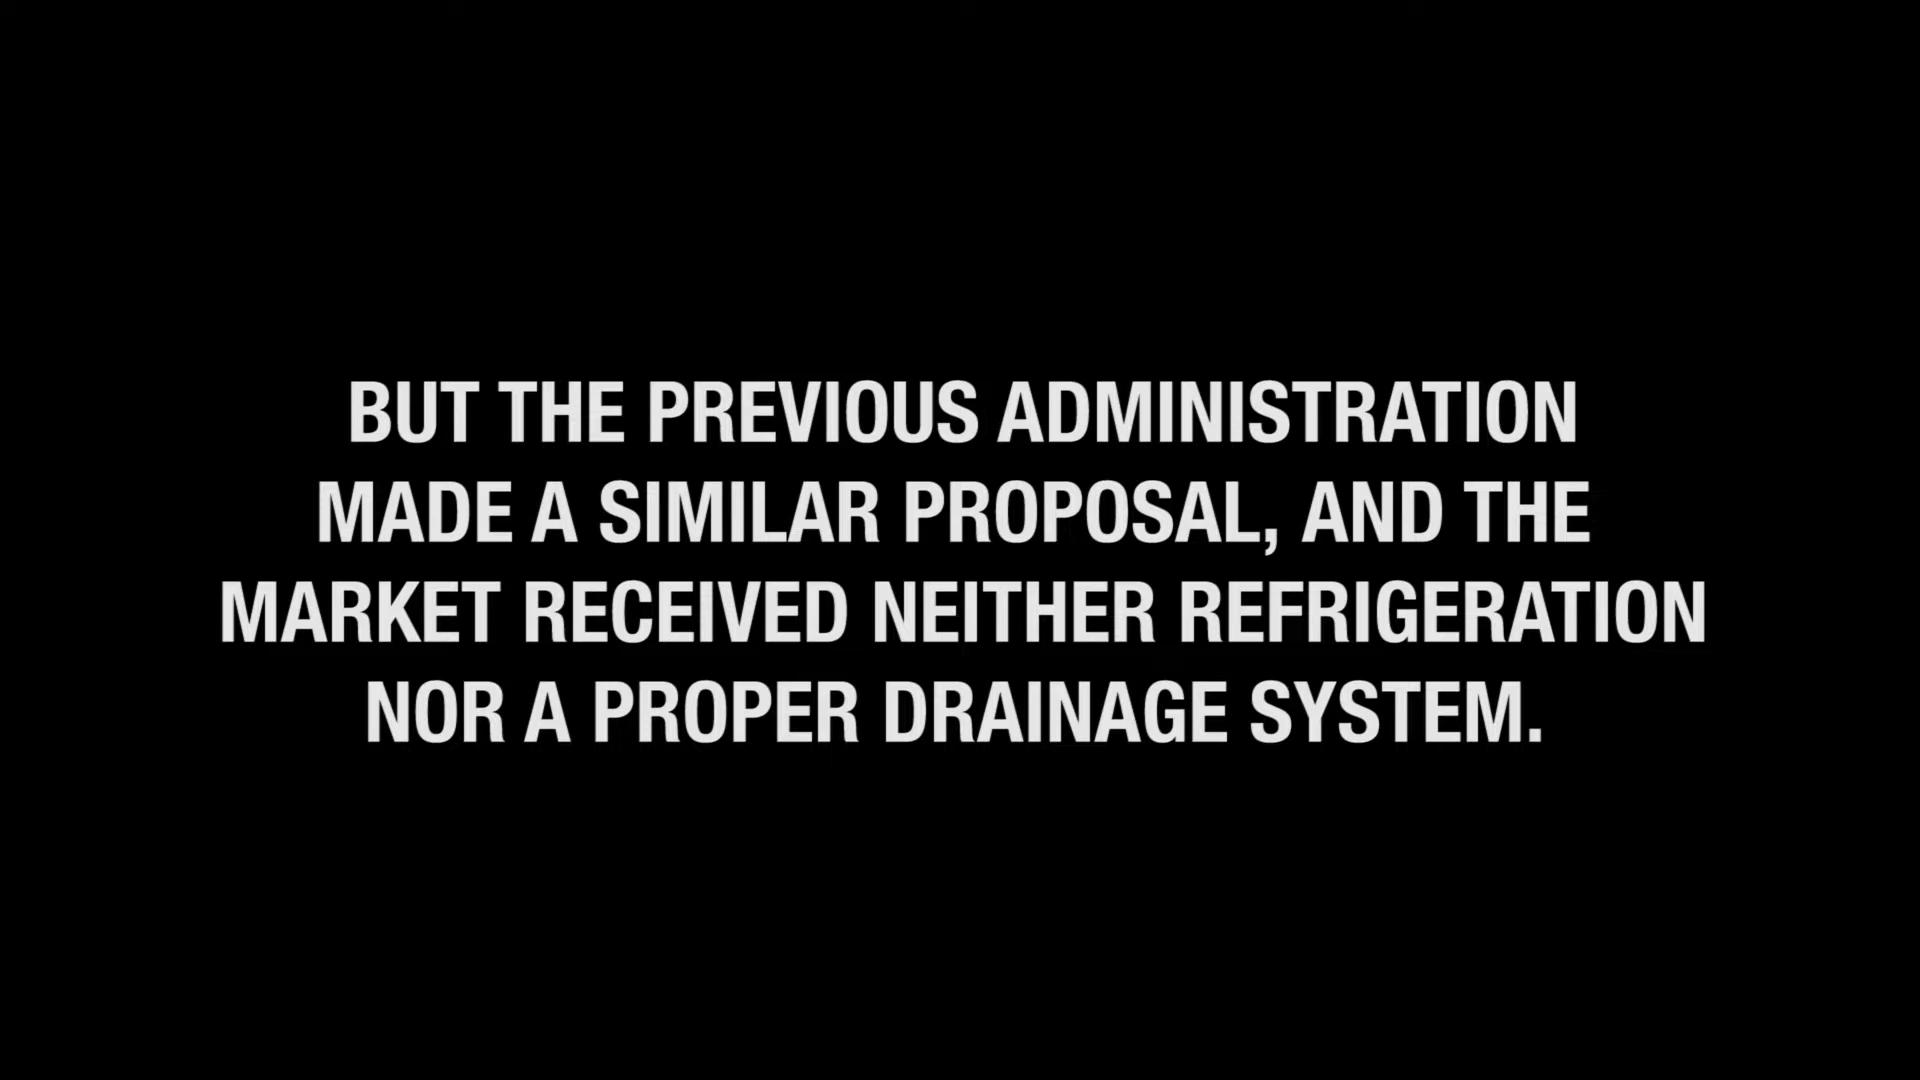 BUT THE PREVIOUS ADMINISTRATION
MADE A SIMILAR PROPOSAL, AND THE
MARKET RECEIVED NEITHER REFRIGERATION
NOR A PROPER DRAINAGE SYSTEM.